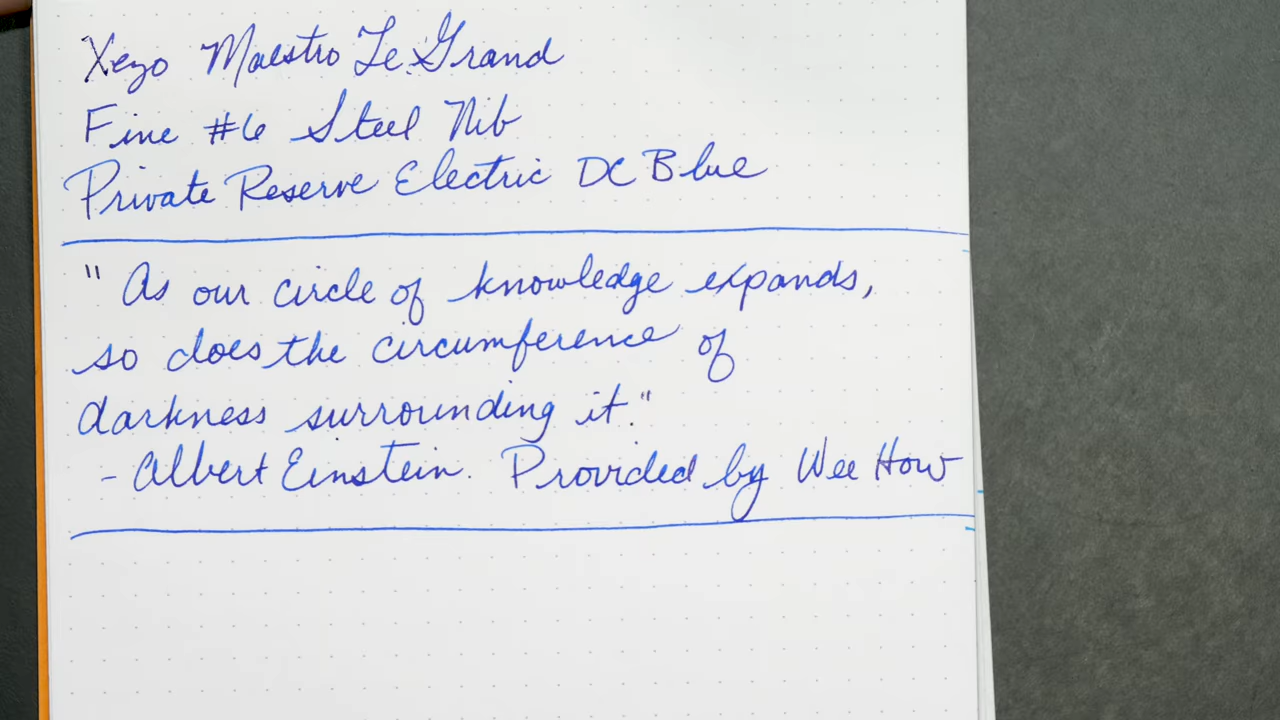 Xezo Maestro Le Grand
Fine #6 Steel Nib
Private Reserve Electric DC Blue
"As our circle of knowledge expands,
so does the circumference of
darkness surrounding it."
- Albert Einstein. Provided by Wee How